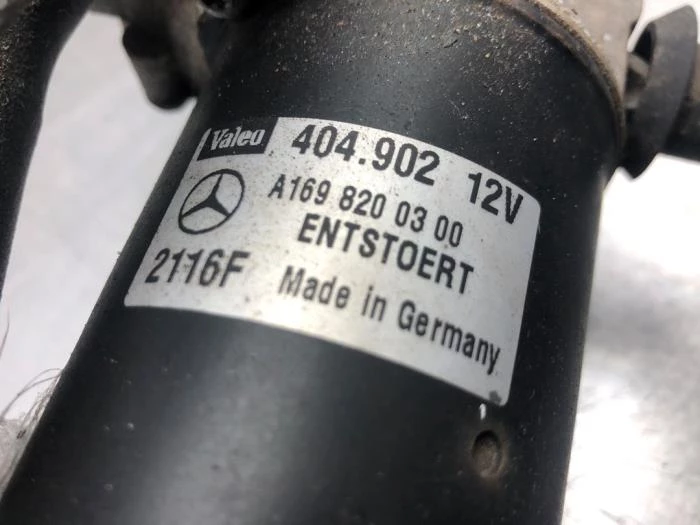 Valeo 404.902 12V
A169 820 03 00
ENTSTOERT
2116F Made in Germany